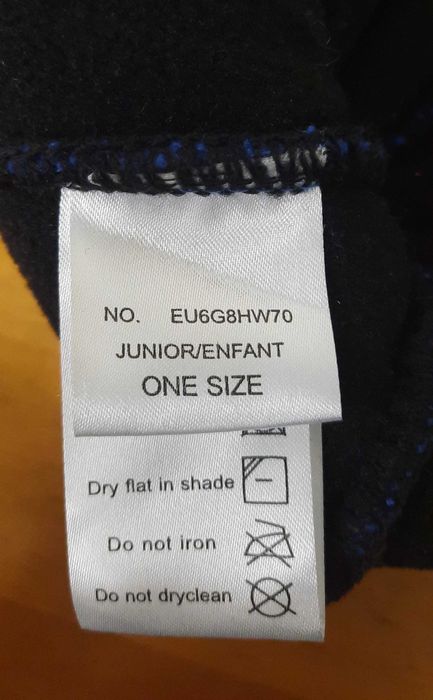 NO. EU6G8HW70
JUNIOR/ENFANT
ONE SIZE
Dry flat in shade
Do not iron
Do not dryclean